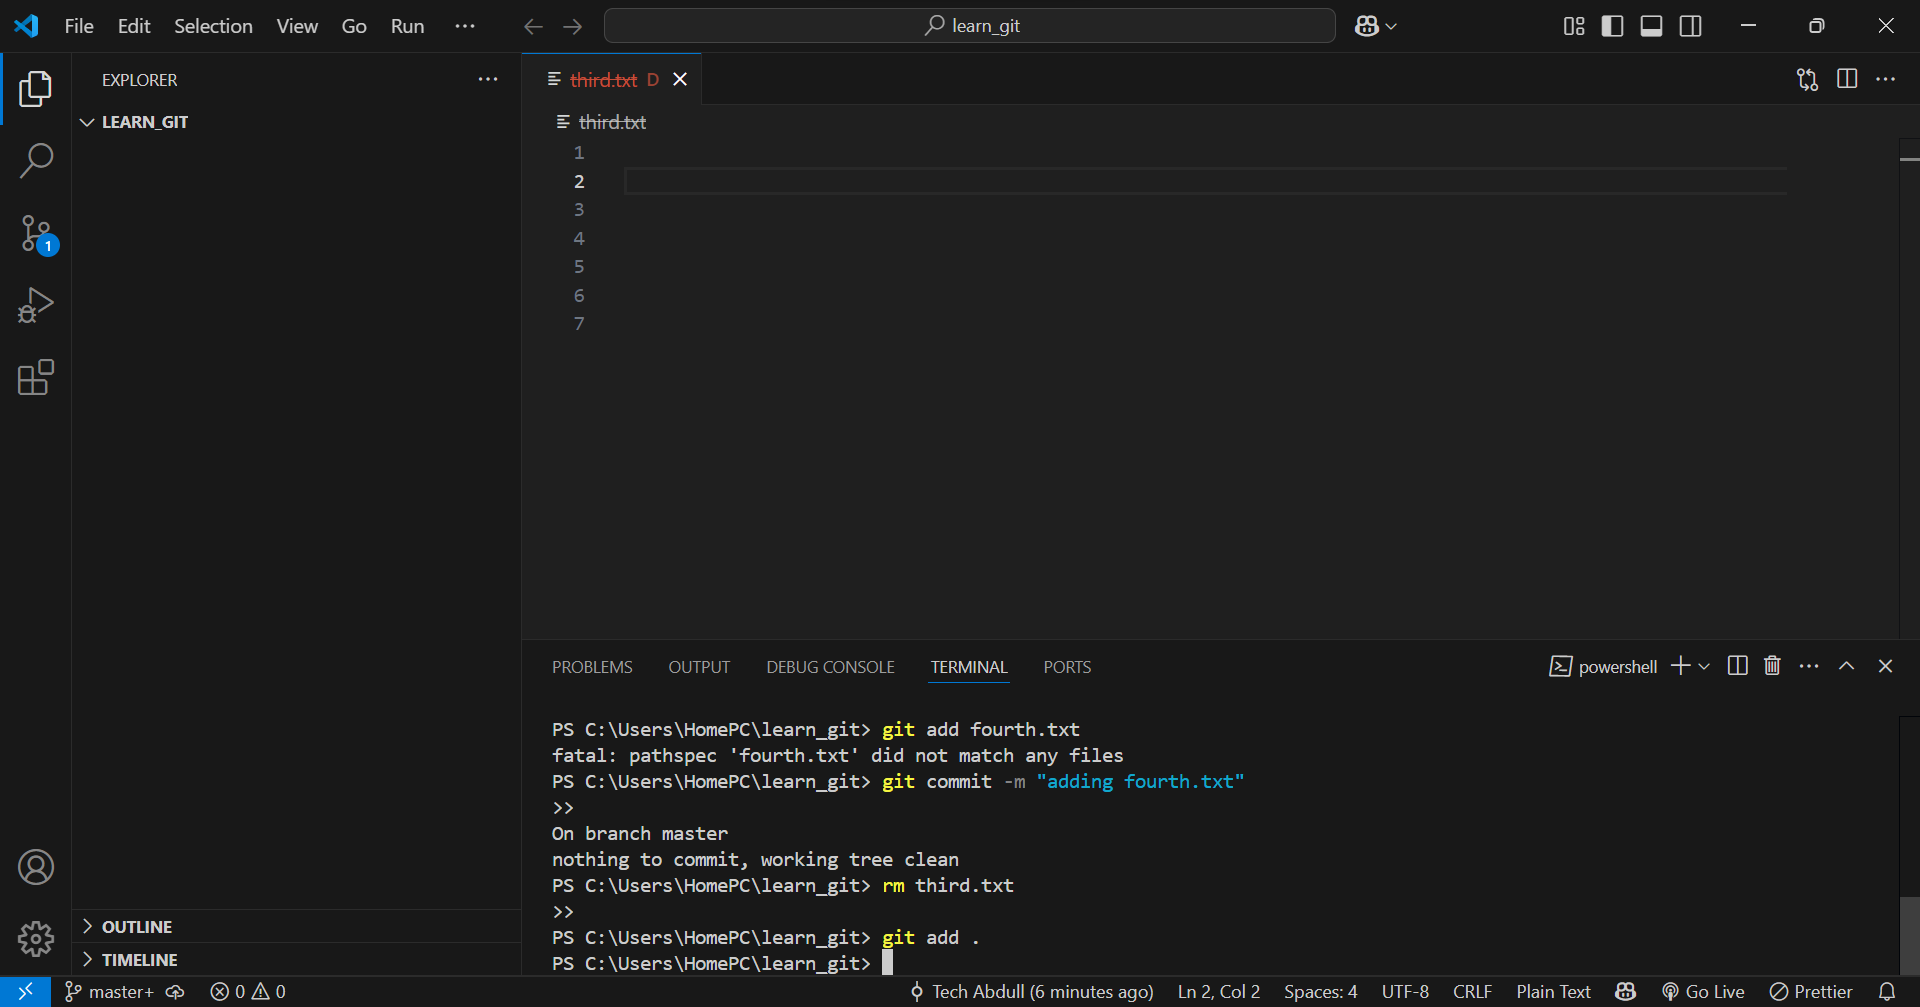 File Edit Selection View Go Run ··· learn_git
EXPLORER ···
LEARN_GIT
third.txt D
third.txt
1
2
3
4
5
6
7
1
PROBLEMS OUTPUT DEBUG CONSOLE TERMINAL PORTS powershell
PS C:\Users\HomePC\learn_git> git add fourth.txt
fatal: pathspec 'fourth.txt' did not match any files
PS C:\Users\HomePC\learn_git> git commit -m "adding fourth.txt"
>>
On branch master
nothing to commit, working tree clean
PS C:\Users\HomePC\learn_git> rm third.txt
>>
PS C:\Users\HomePC\learn_git> git add .
PS C:\Users\HomePC\learn_git>
OUTLINE
TIMELINE
master+ 0 0 Tech Abdull (6 minutes ago) Ln 2, Col 2 Spaces: 4 UTF-8 CRLF Plain Text Go Live Prettier